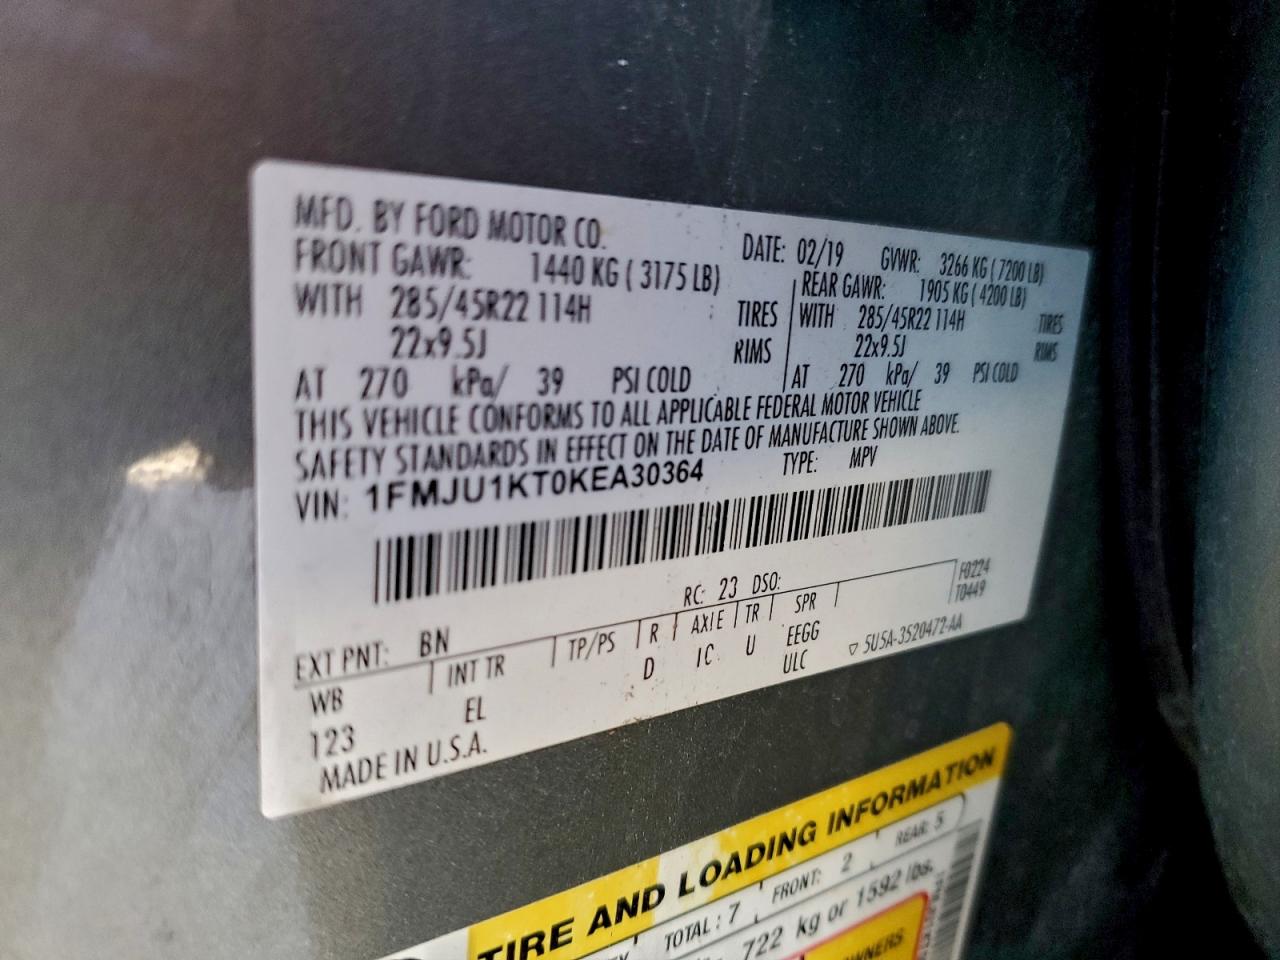 MFD. BY FORD MOTOR CO.
DATE: 02/19 GVWR: 3266 KG ( 7200 LB)
FRONT GAWR: 1440 KG ( 3175 LB)
WITH 285/45R22 114H TIRES
22x9.5J RIMS
AT 270 kPa/ 39 PSI COLD
REAR GAWR: 1905 KG ( 4200 LB)
WITH 285/45R22 114H TIRES
22x9.5J RIMS
AT 270 kPa/ 39 PSI COLD
THIS VEHICLE CONFORMS TO ALL APPLICABLE FEDERAL MOTOR VEHICLE
SAFETY STANDARDS IN EFFECT ON THE DATE OF MANUFACTURE SHOWN ABOVE.
VIN: 1FMJU1KT0KEA30364
TYPE: MPV
F0224
T0449
EXT PNT: BN RC: 23 DSO:
WB INT TR TP/PS R AXLE TR SPR
123 EL D IC U EEGG
ULC
▽ 5U5A-3520472-AA
MADE IN U.S.A.
TIRE AND LOADING INFORMATION
TOTAL : 7 FRONT: 2 REAR: 5
722 kg or 1592 lbs.